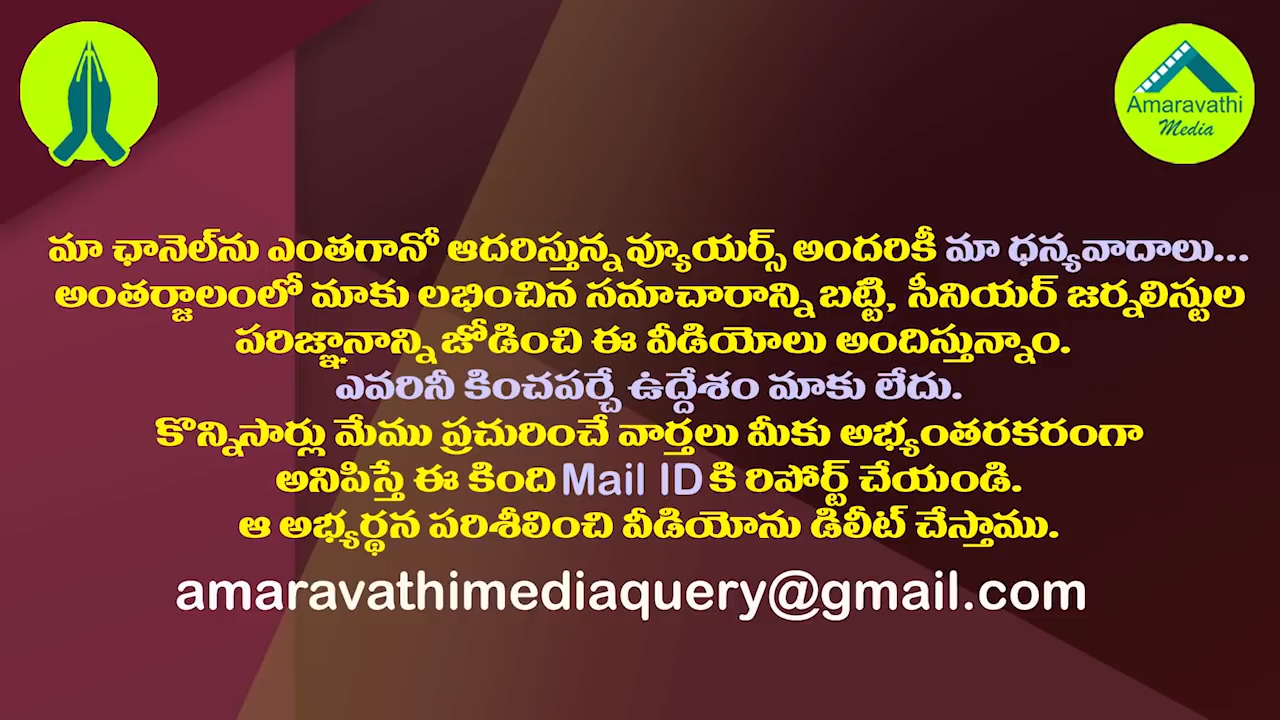 Amaravathi
Media
మా ఛానెల్‌ను ఎంతగానో ఆదరిస్తున్న వ్యూయర్స్ అందరికీ మా ధన్యవాదాలు...
అంతర్జాలంలో మాకు లభించిన సమాచారాన్ని బట్టి, సీనియర్ జర్నలిస్టుల
పరిజ్ఞానాన్ని జోడించి ఈ వీడియోలు అందిస్తున్నాం.
ఎవరినీ కించపర్చే ఉద్దేశం మాకు లేదు.
కొన్నిసార్లు మేము ప్రచురించే వార్తలు మీకు అభ్యంతరకరంగా
అనిపిస్తే ఈ కింది Mail ID కి రిపోర్ట్ చేయండి.
ఆ అభ్యర్థన పరిశీలించి వీడియోను డిలీట్ చేస్తాము.
amaravathimediaquery@gmail.com